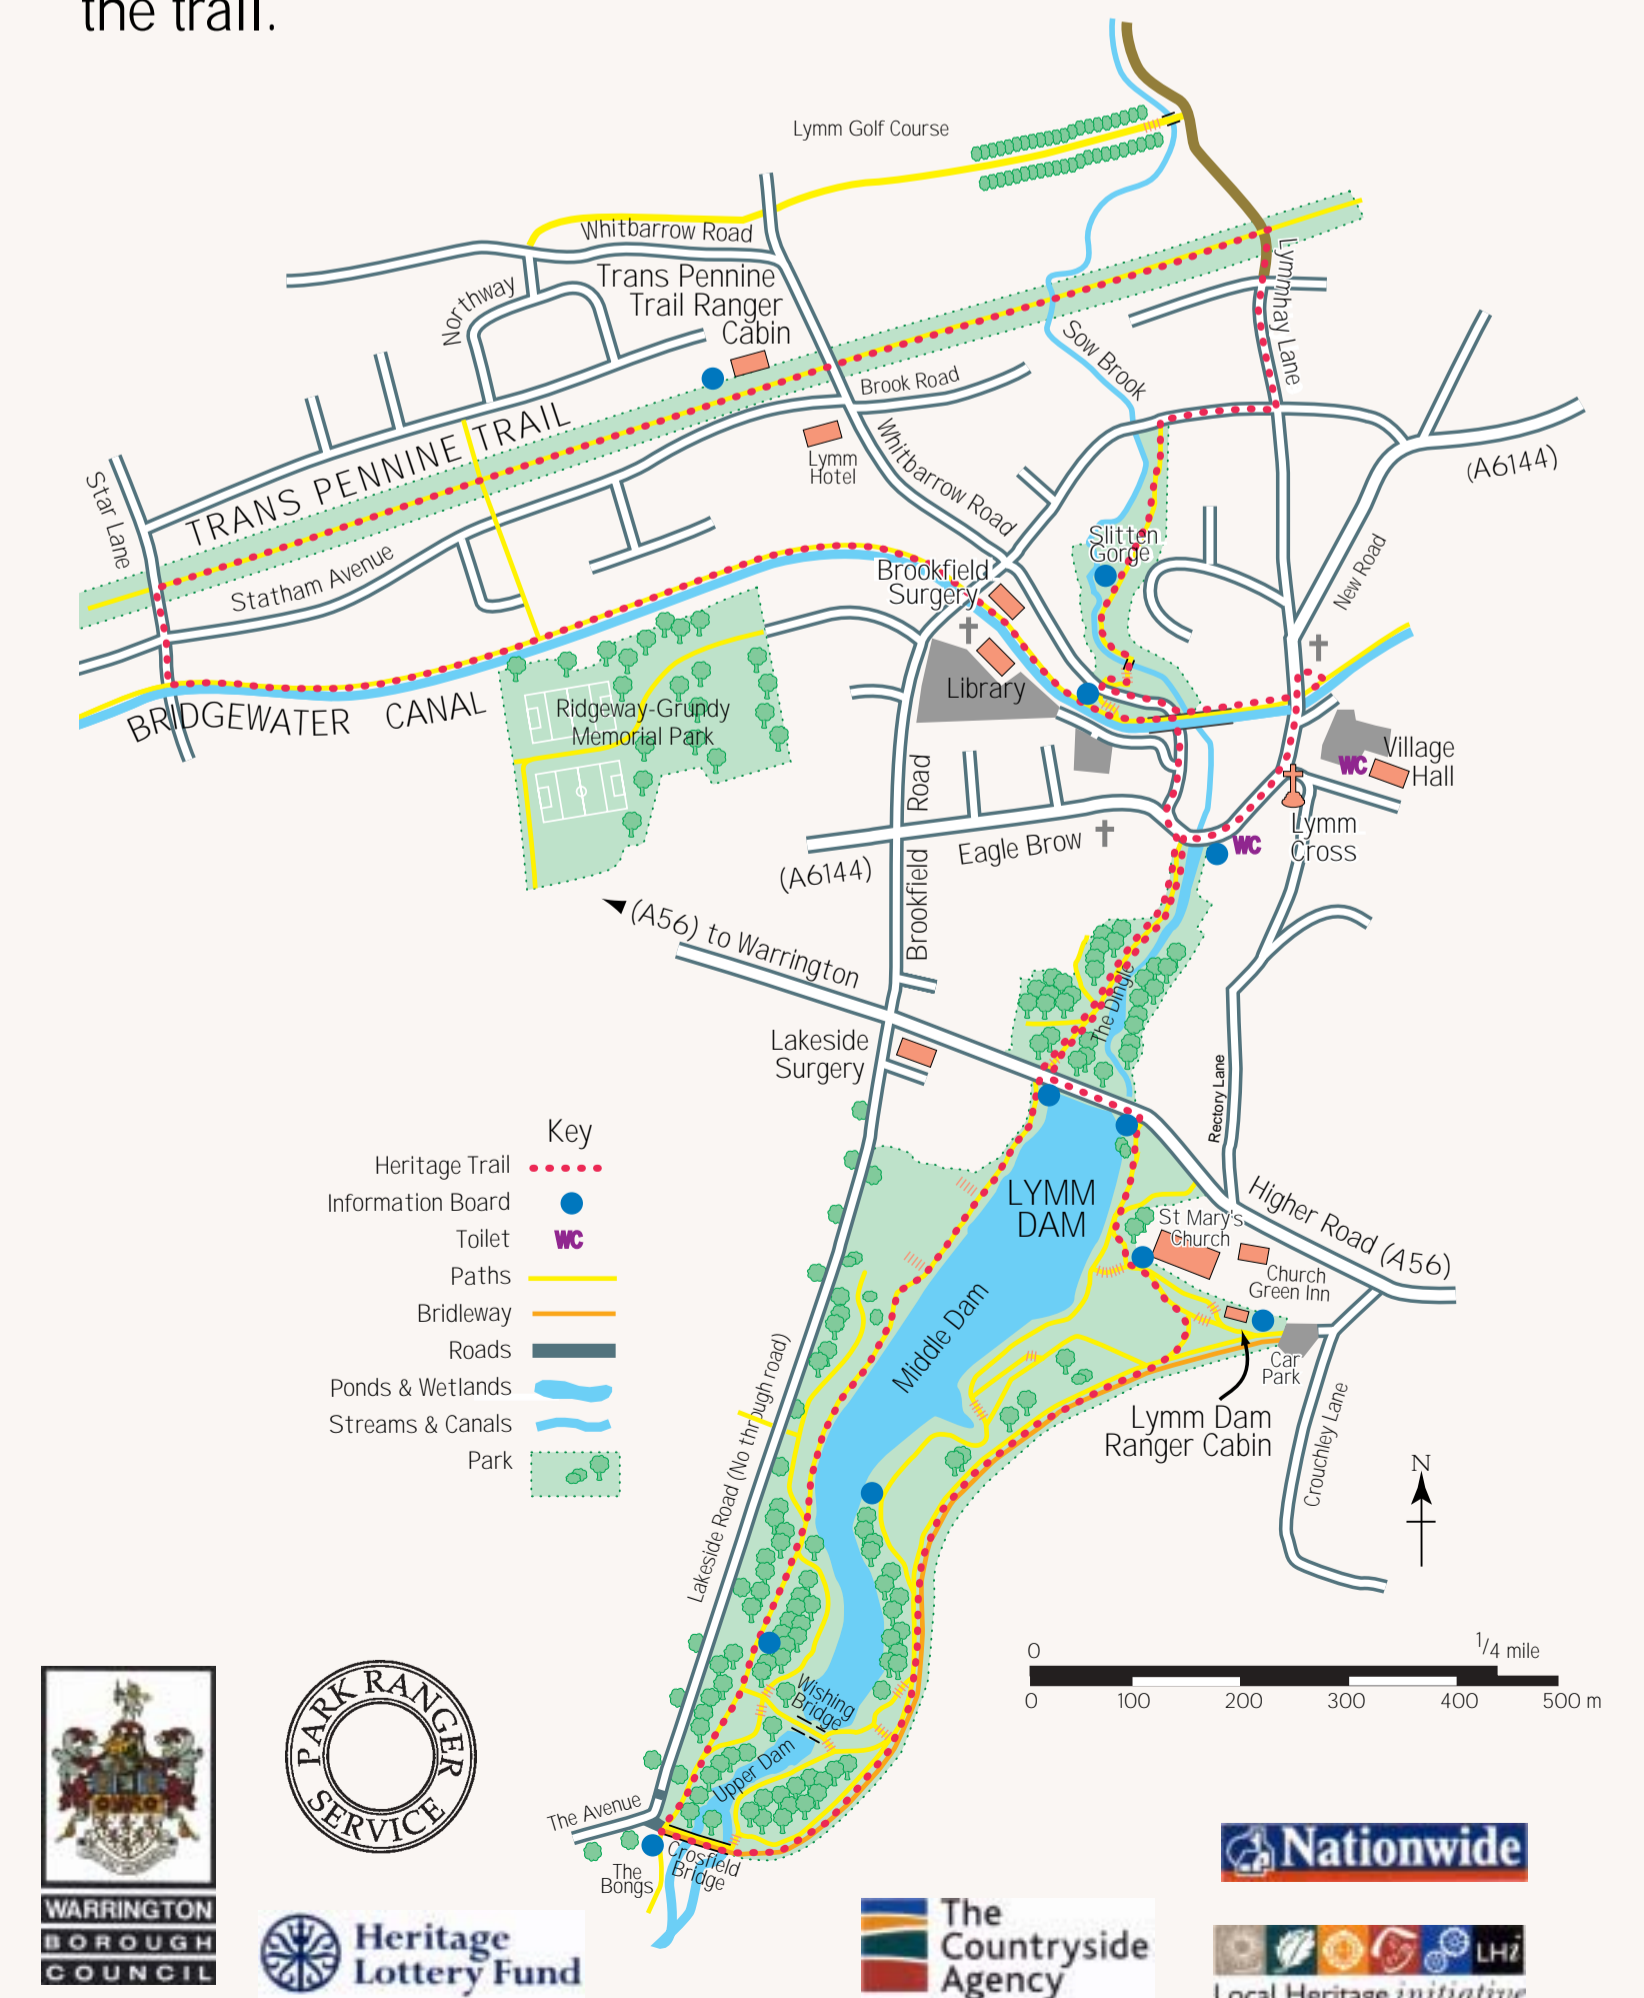 the trail.
Lymm Golf Course
Whitbarrow Road
Northway
Trans Pennine
Trail Ranger
Cabin
Lymmhay Lane
Sow Brook
Brook Road
TRANS PENNINE TRAIL
Lymm
Hotel
Whitbarrow Road
(A6144)
Star Lane
Statham Avenue
Slitten
Gorge
New Road
Brookfield
Surgery
Library
BRIDGEWATER CANAL
Ridgeway-Grundy
Memorial Park
Village
Hall
WC
Lymm
Cross
WC
Eagle Brow
(A6144)
Brookfield Road
(A56) to Warrington
The Dingle
Lakeside
Surgery
Rectory Lane
Key
Heritage Trail
Information Board
Toilet WC
Paths
Bridleway
Roads
Ponds & Wetlands
Streams & Canals
Park
LYMM
DAM
Higher Road (A56)
St Mary's
Church
Church
Green Inn
Middle Dam
Car
Park
Lymm Dam
Ranger Cabin
Crouchley Lane
Lakeside Road (No through road)
N
0 1/4 mile
0 100 200 300 400 500 m
Wishing
Bridge
Upper Dam
The Avenue
Crosfield
Bridge
The
Bongs
PARK RANGER
SERVICE
WARRINGTON
BOROUGH
COUNCIL
Heritage
Lottery Fund
The
Countryside
Agency
Nationwide
LHi
Local Heritage initiative